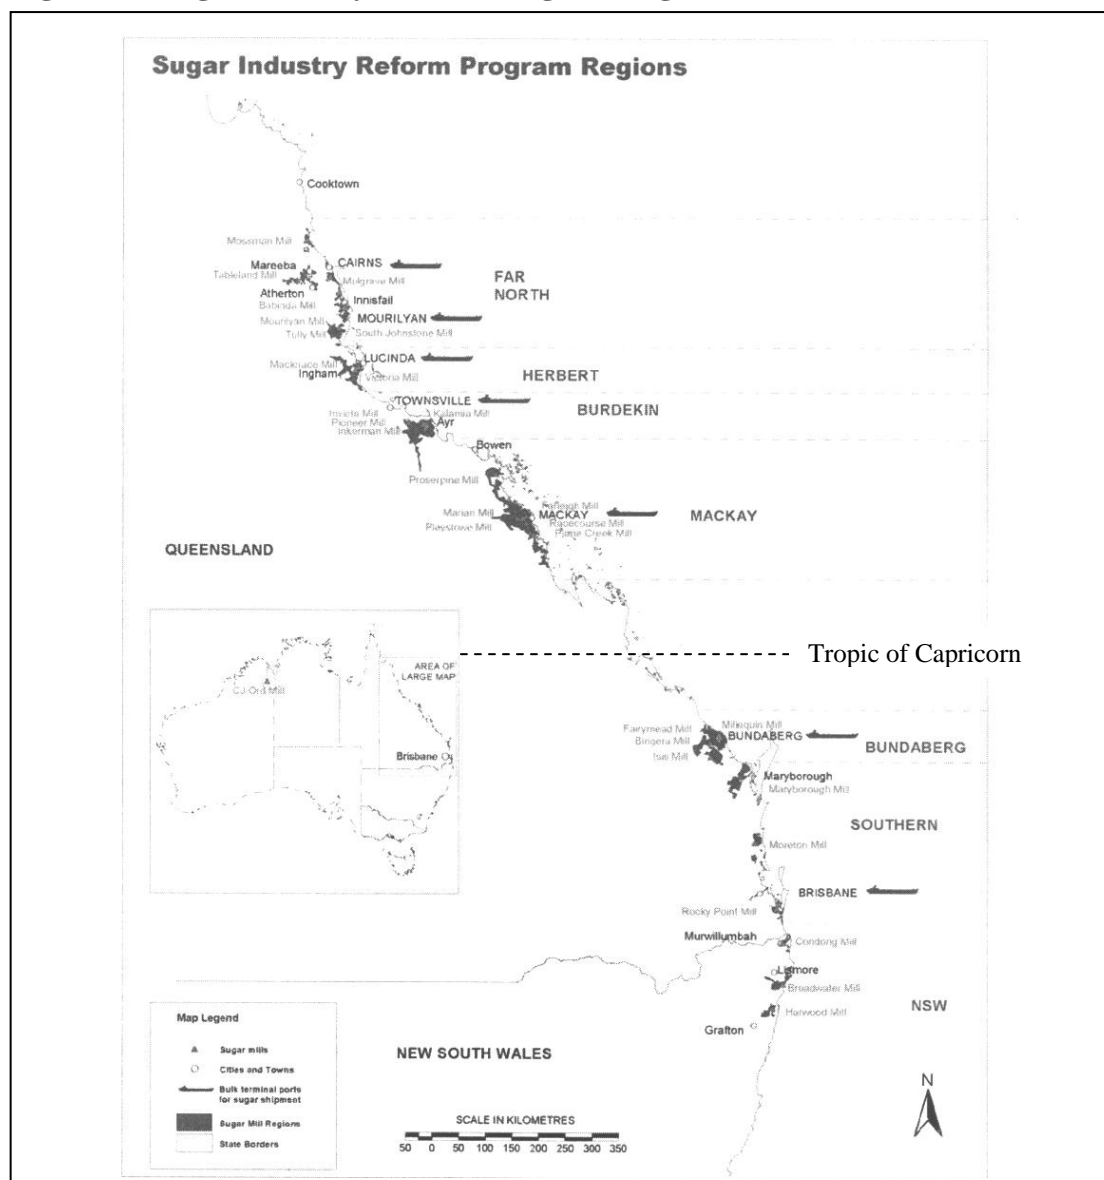 Sugar Industry Reform Program Regions
Cooktown
Mossman Mill
Mareeba
CAIRNS
Tableland Mill
Mulgrave Mill
FAR
NORTH
Atherton
Innisfail
Babinda Mill
Mourilyan Mill
MOURILYAN
Tully Mill
South Johnstone Mill
LUCINDA
Macknade Mill
Ingham
Victoria Mill
HERBERT
TOWNSVILLE
BURDEKIN
Invicta Mill
Kalamia Mill
Pioneer Mill
Ayr
Inkerman Mill
Bowen
Proserpine Mill
Farleigh Mill
Marian Mill
MACKAY
MACKAY
Racecourse Mill
Pleystowe Mill
Plane Creek Mill
QUEENSLAND
Tropic of Capricorn
AREA OF
LARGE MAP
CJ Ord Mill
Brisbane
Fairymead Mill
Millaquin Mill
BUNDABERG
Bingera Mill
BUNDABERG
Isis Mill
Maryborough
Maryborough Mill
SOUTHERN
Moreton Mill
BRISBANE
Rocky Point Mill
Murwillumbah
Condong Mill
Lismore
Broadwater Mill
NSW
Harwood Mill
Grafton
Map Legend
Sugar mills
Cities and Towns
Bulk terminal ports
for sugar shipment
Sugar Mill Regions
State Borders
NEW SOUTH WALES
SCALE IN KILOMETRES
50 0 50 100 150 200 250 300 350
N